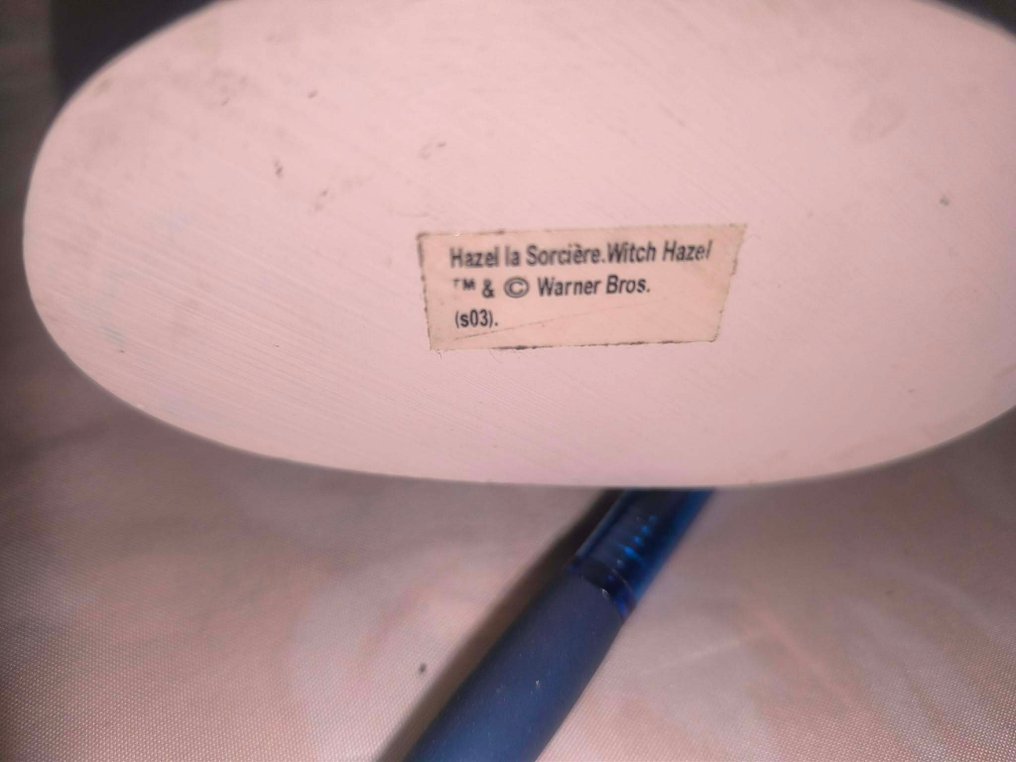 Hazel la Sorcière.Witch Hazel
™ & © Warner Bros.
(s03).